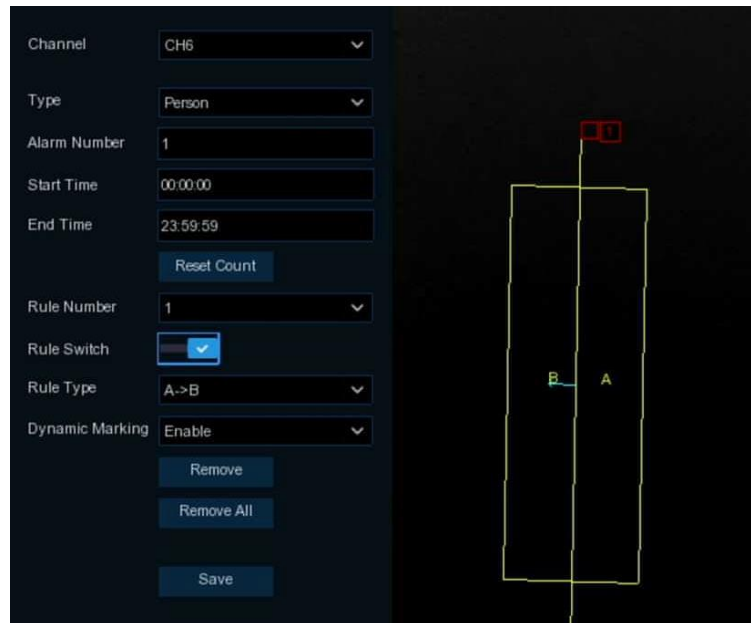 Channel CH6
Type Person
Alarm Number 1
Start Time 00:00:00
End Time 23:59:59
Reset Count
Rule Number 1
Rule Switch
Rule Type A->B
Dynamic Marking Enable
Remove
Remove All
Save
1
B A